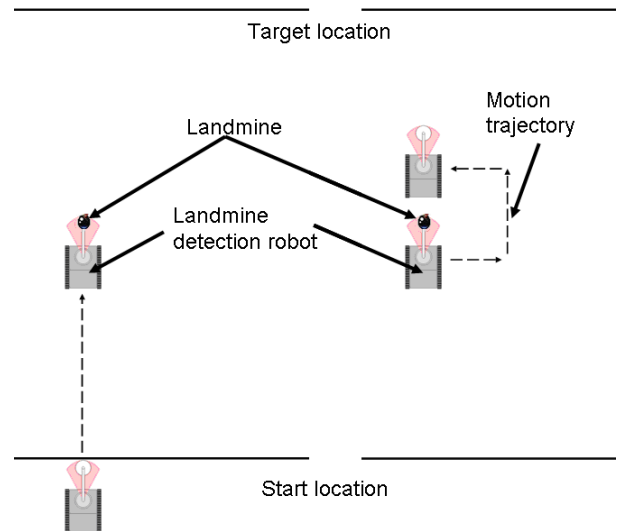 Target location
Motion
trajectory
Landmine
Landmine
detection robot
Start location